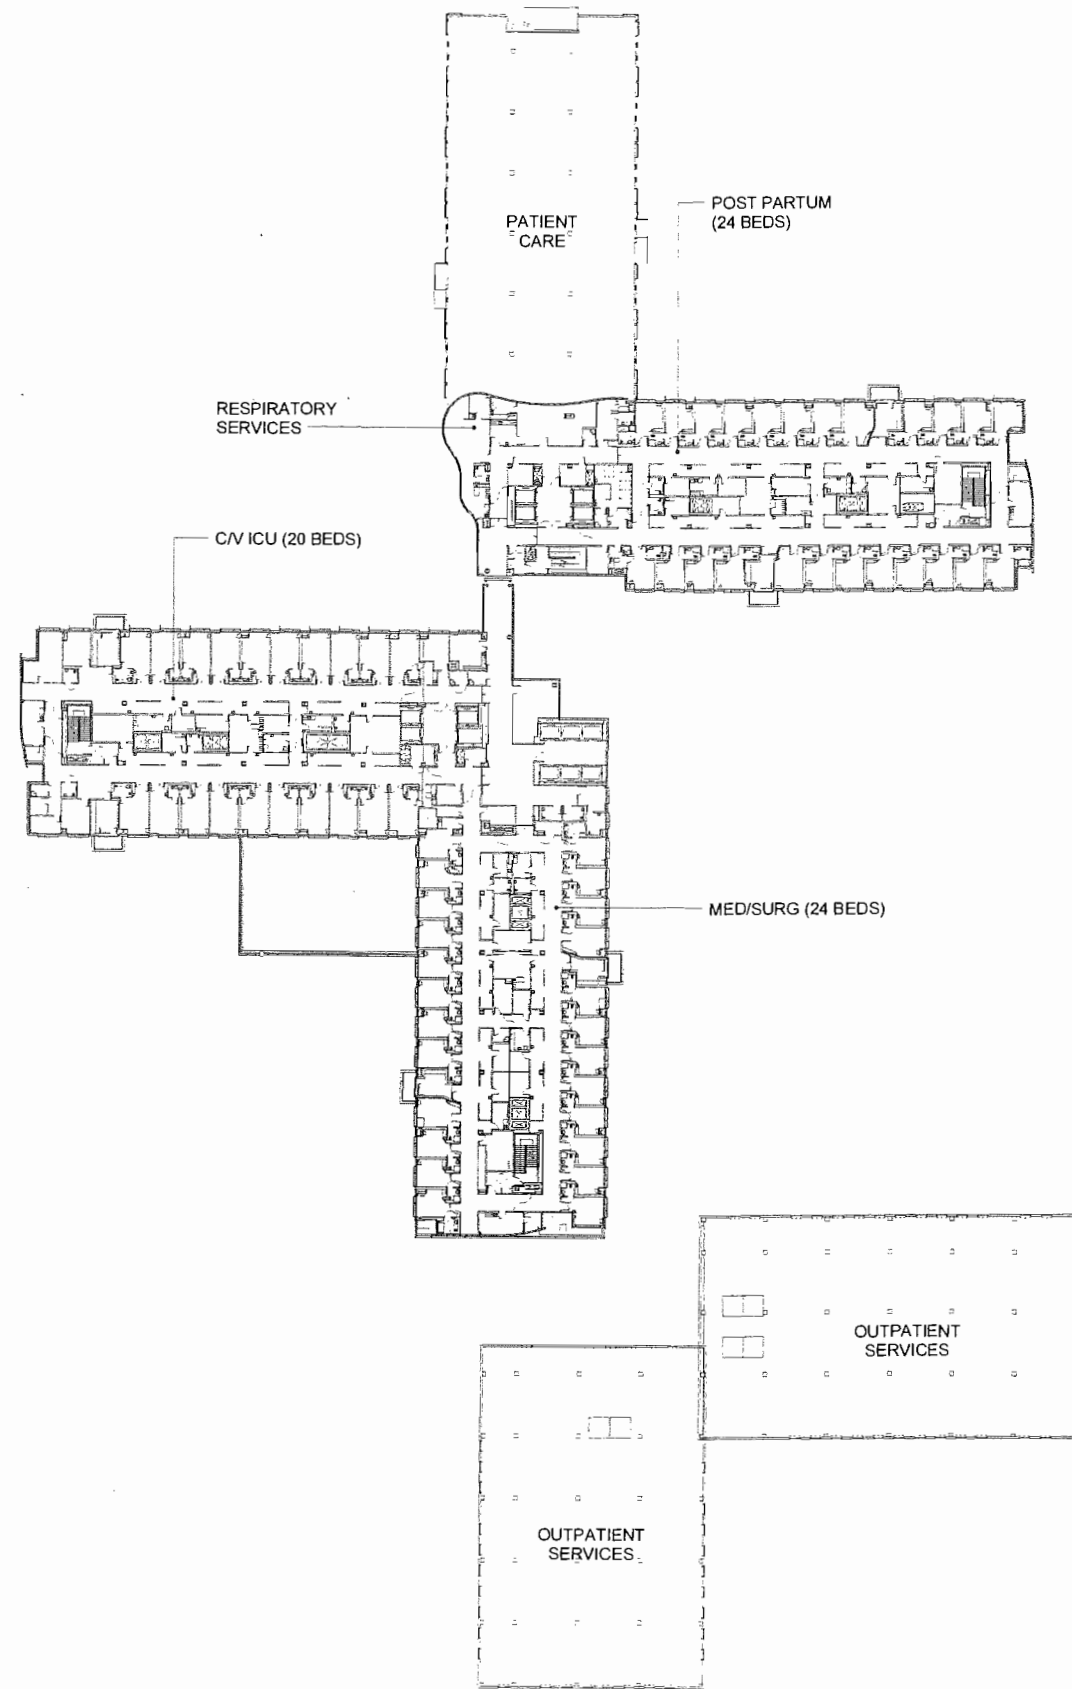 PATIENT
CARE
POST PARTUM
(24 BEDS)
RESPIRATORY
SERVICES
C/V ICU (20 BEDS)
MED/SURG (24 BEDS)
OUTPATIENT
SERVICES
OUTPATIENT
SERVICES